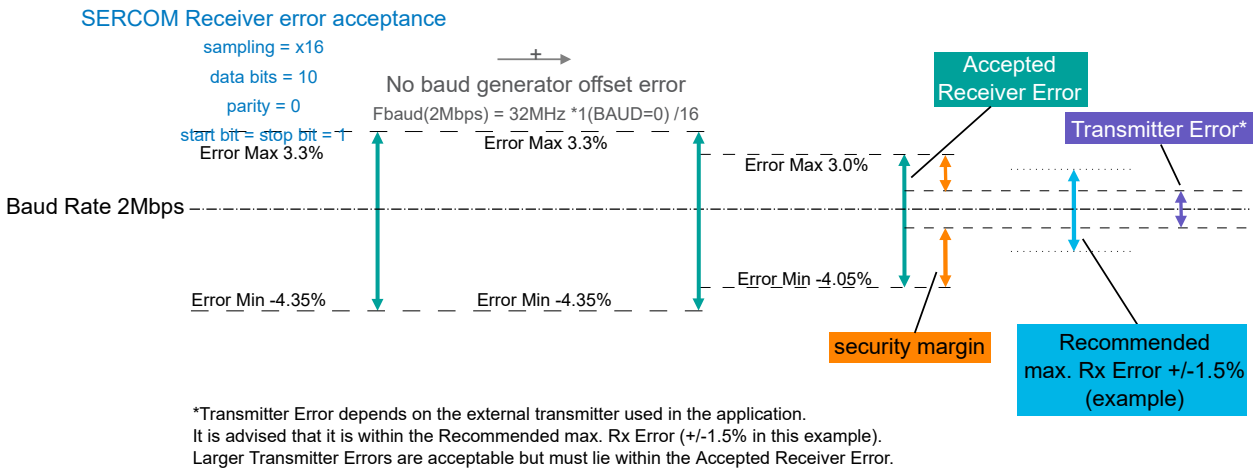 SERCOM Receiver error acceptance
sampling = x16
data bits = 10
parity = 0
start bit = stop bit = 1
+
No baud generator offset error
Fbaud(2Mbps) = 32MHz *1(BAUD=0) /16
Accepted
Receiver Error
Transmitter Error*
Error Max 3.3%
Error Max 3.3%
Error Max 3.0%
Baud Rate 2Mbps
Error Min -4.35%
Error Min -4.35%
Error Min -4.05%
security margin
Recommended
max. Rx Error +/-1.5%
(example)
*Transmitter Error depends on the external transmitter used in the application.
It is advised that it is within the Recommended max. Rx Error (+/-1.5% in this example).
Larger Transmitter Errors are acceptable but must lie within the Accepted Receiver Error.